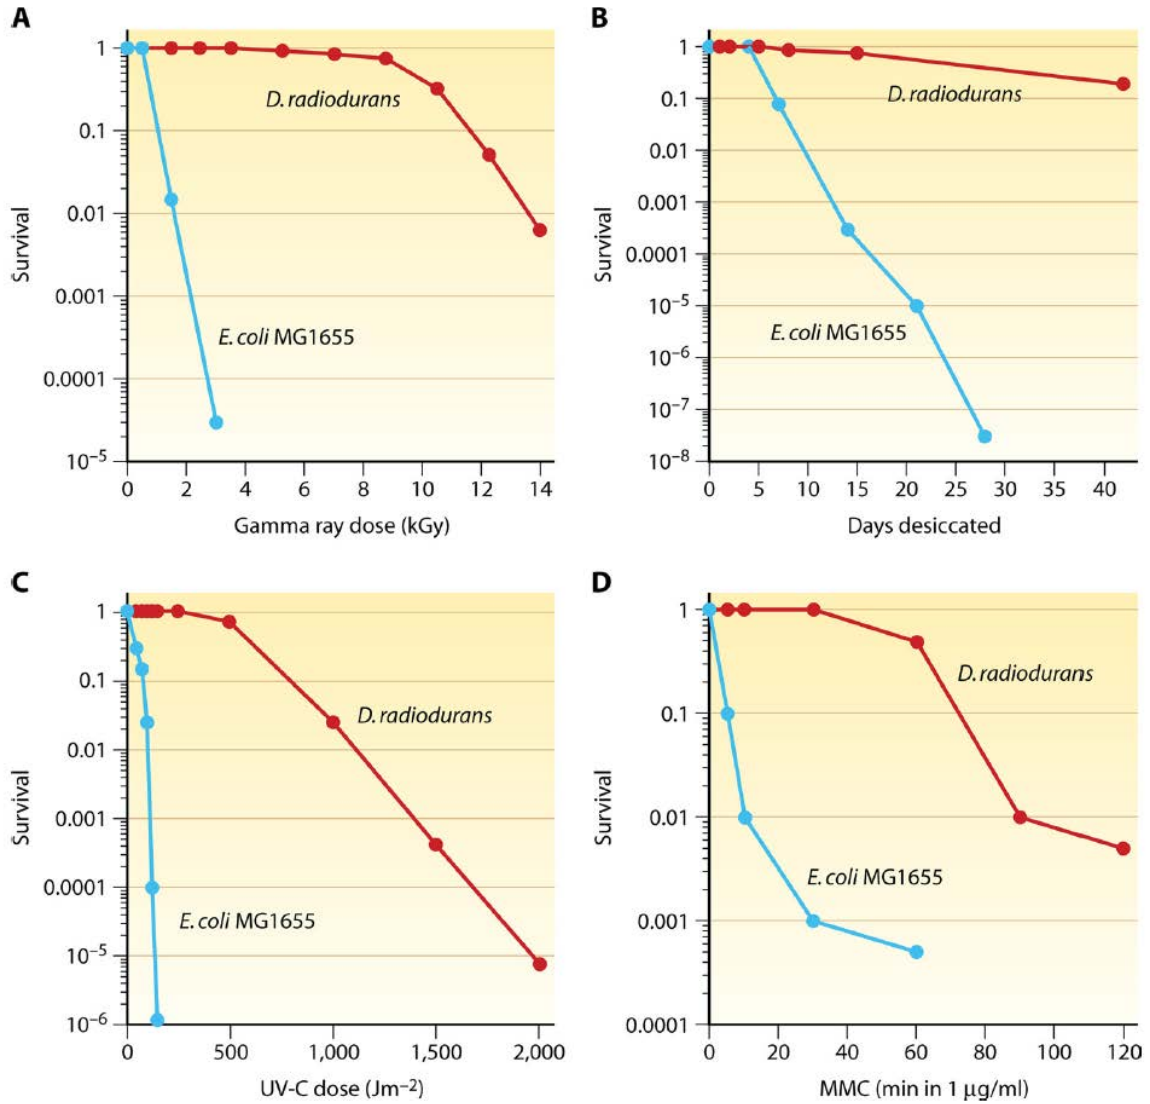 A
1
0.1
0.01
0.001
0.0001
10⁻⁵
Survival
D. radiodurans
E. coli MG1655
0 2 4 6 8 10 12 14
Gamma ray dose (kGy)
B
1
0.1
0.01
0.001
0.0001
10⁻⁵
10⁻⁶
10⁻⁷
10⁻⁸
Survival
D. radiodurans
E. coli MG1655
0 5 10 15 20 25 30 35 40
Days desiccated
C
1
0.1
0.01
0.001
0.0001
10⁻⁵
10⁻⁶
Survival
D. radiodurans
E. coli MG1655
0 500 1,000 1,500 2,000
UV-C dose (Jm⁻²)
D
1
0.1
0.01
0.001
0.0001
Survival
D. radiodurans
E. coli MG1655
0 20 40 60 80 100 120
MMC (min in 1 μg/ml)